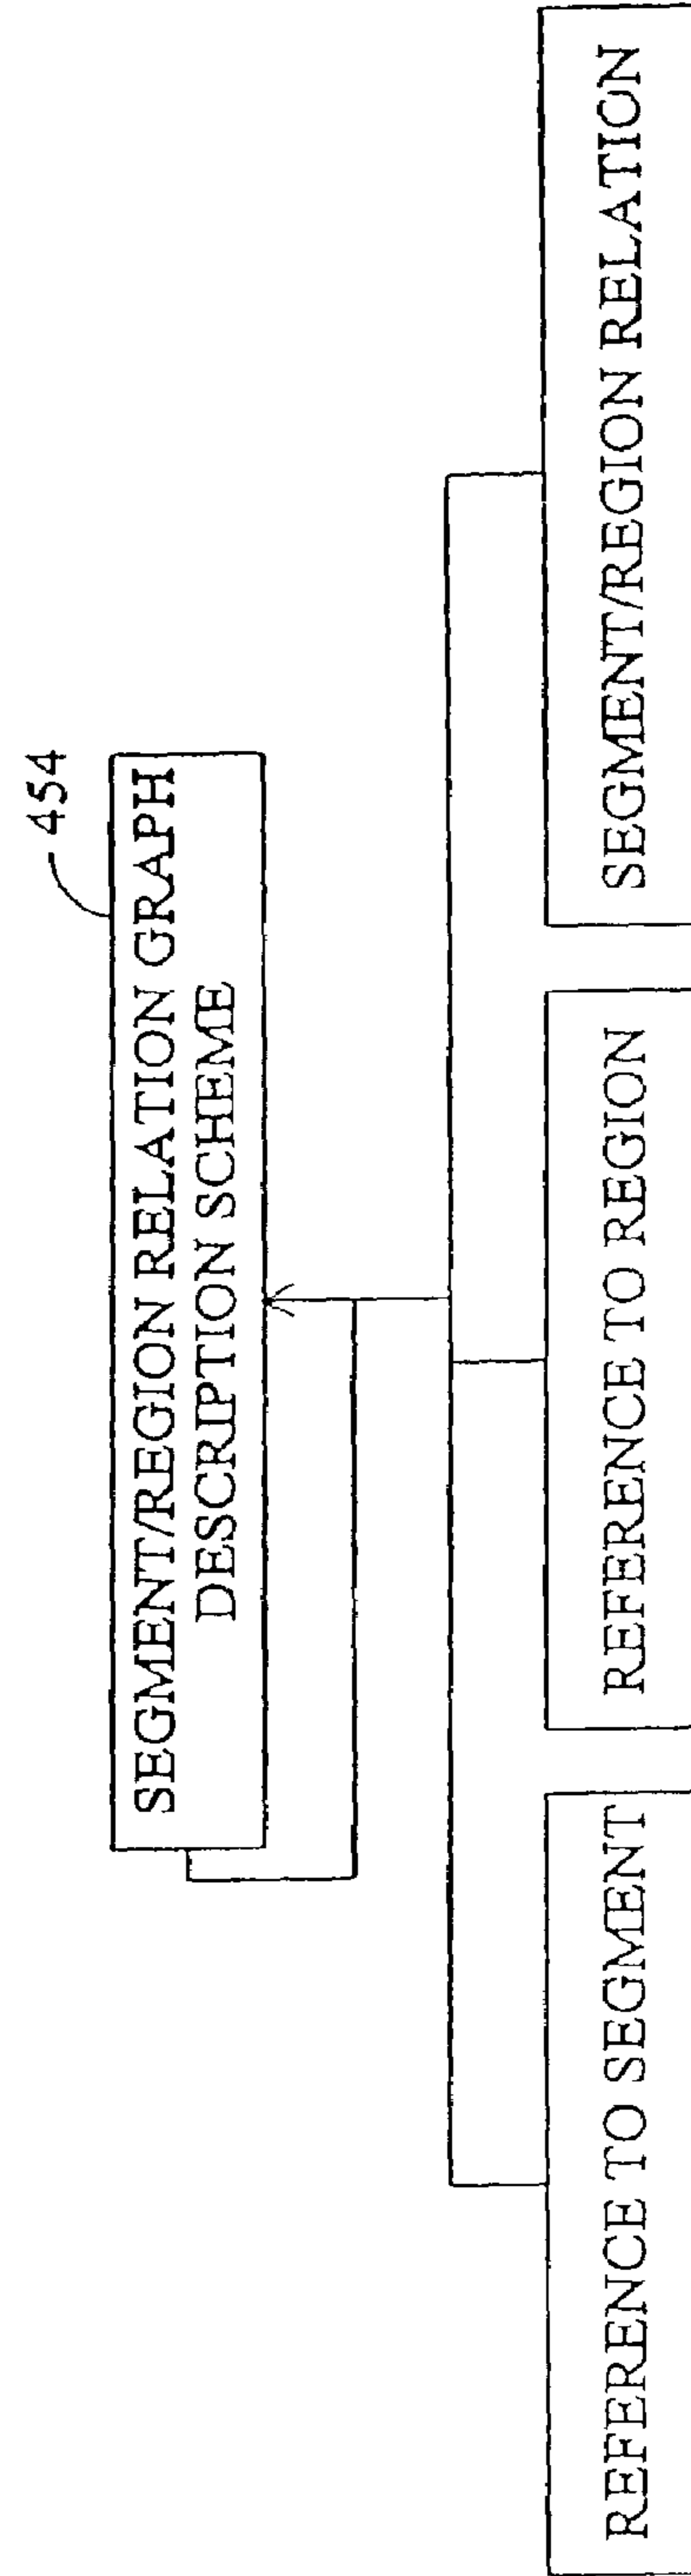 454
SEGMENT/REGION RELATION GRAPH
DESCRIPTION SCHEME
REFERENCE TO SEGMENT
REFERENCE TO REGION
SEGMENT/REGION RELATION